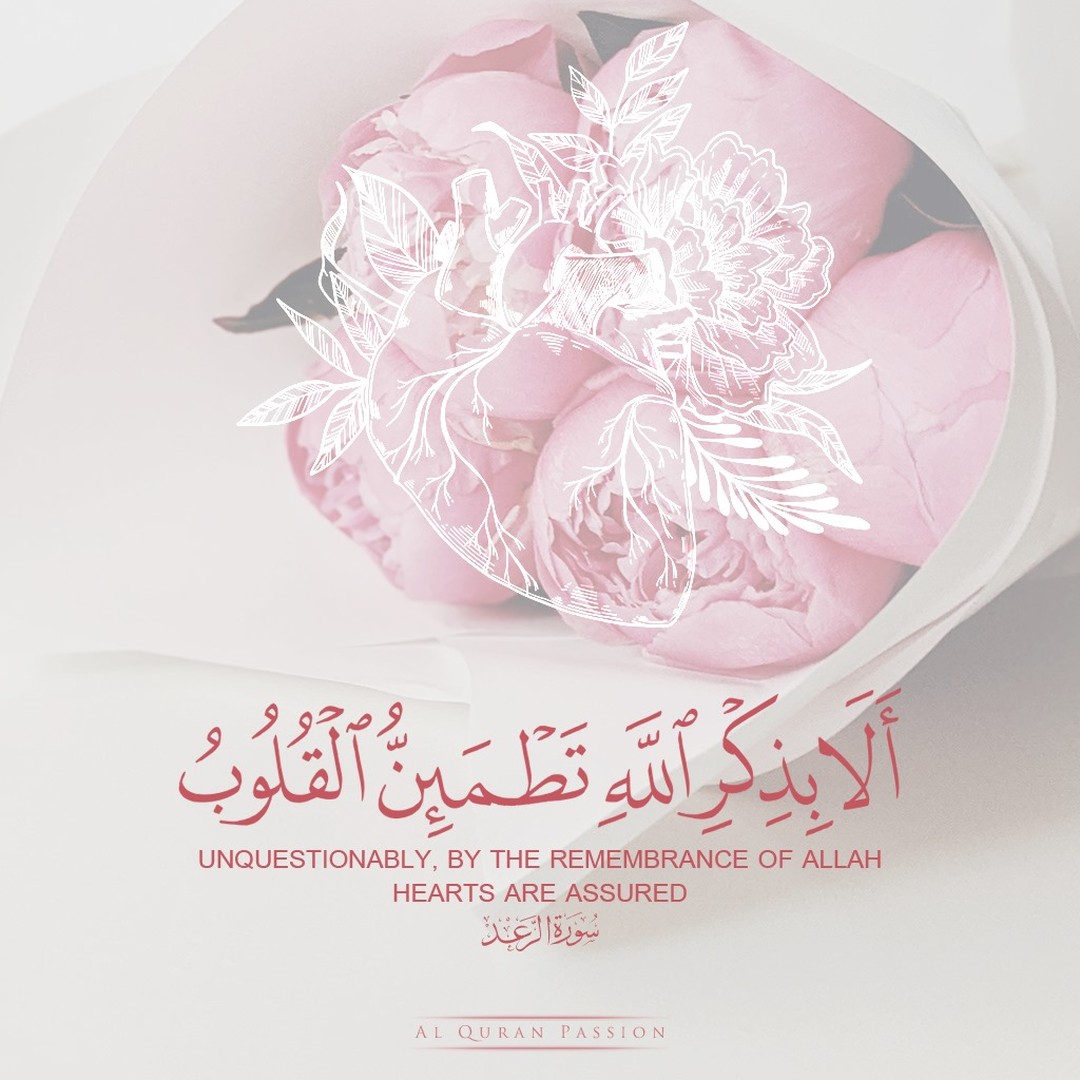 أَلَا بِذِكْرِ ٱللَّهِ تَطْمَئِنُّ ٱلْقُلُوبُ
UNQUESTIONABLY, BY THE REMEMBRANCE OF ALLAH
HEARTS ARE ASSURED
سُورَةُ الرَّعْد
AL QURAN PASSION